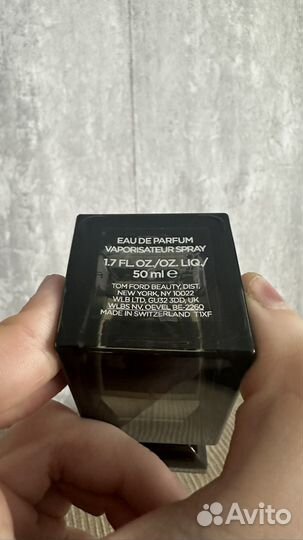 EAU DE PARFUM
VAPORISATEUR SPRAY
1.7 FL. OZ./OZ. LIQ./
50 ml ℮
TOM FORD BEAUTY, DIST.
NEW YORK, NY 10022
WLB LTD, GU32 3DD, UK
WLBS NV, OEVEL BE-2260
MADE IN SWITZERLAND T1XF
Avito